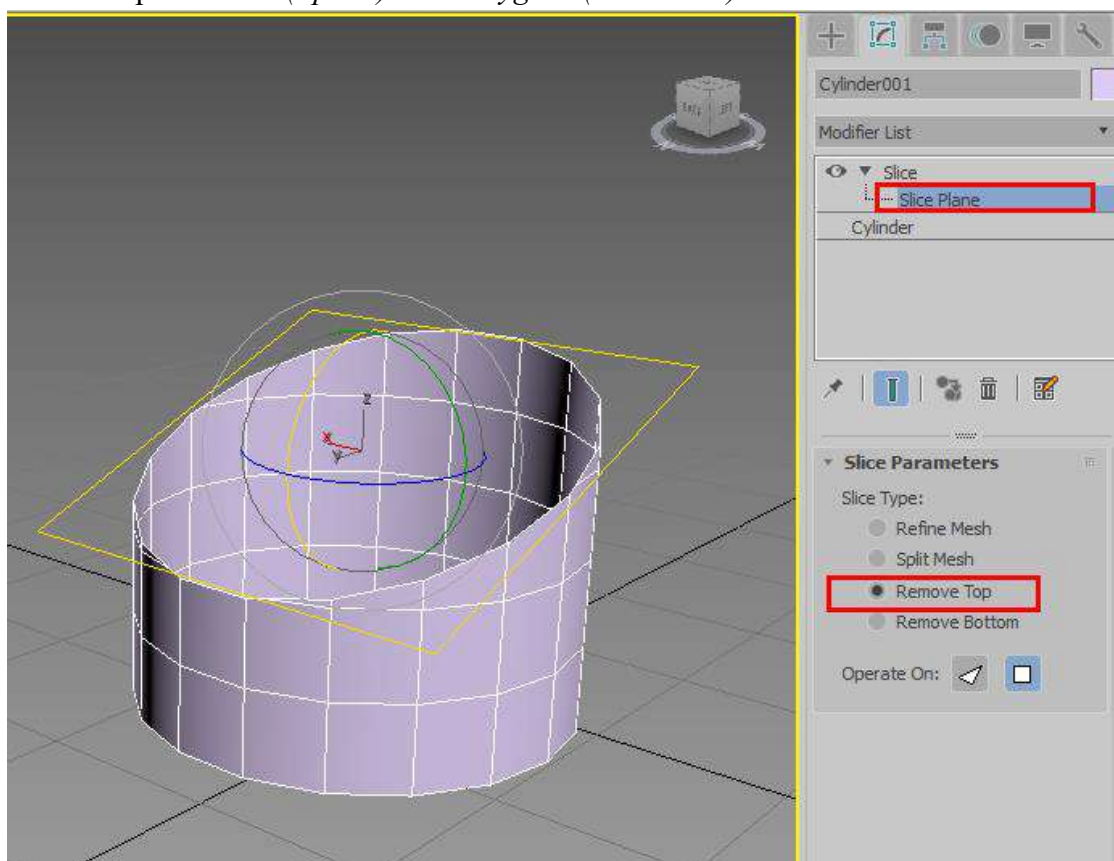 Cylinder001
Modifier List
Slice
Slice Plane
Cylinder
z
x
y
Slice Parameters
Slice Type:
Refine Mesh
Split Mesh
Remove Top
Remove Bottom
Operate On: